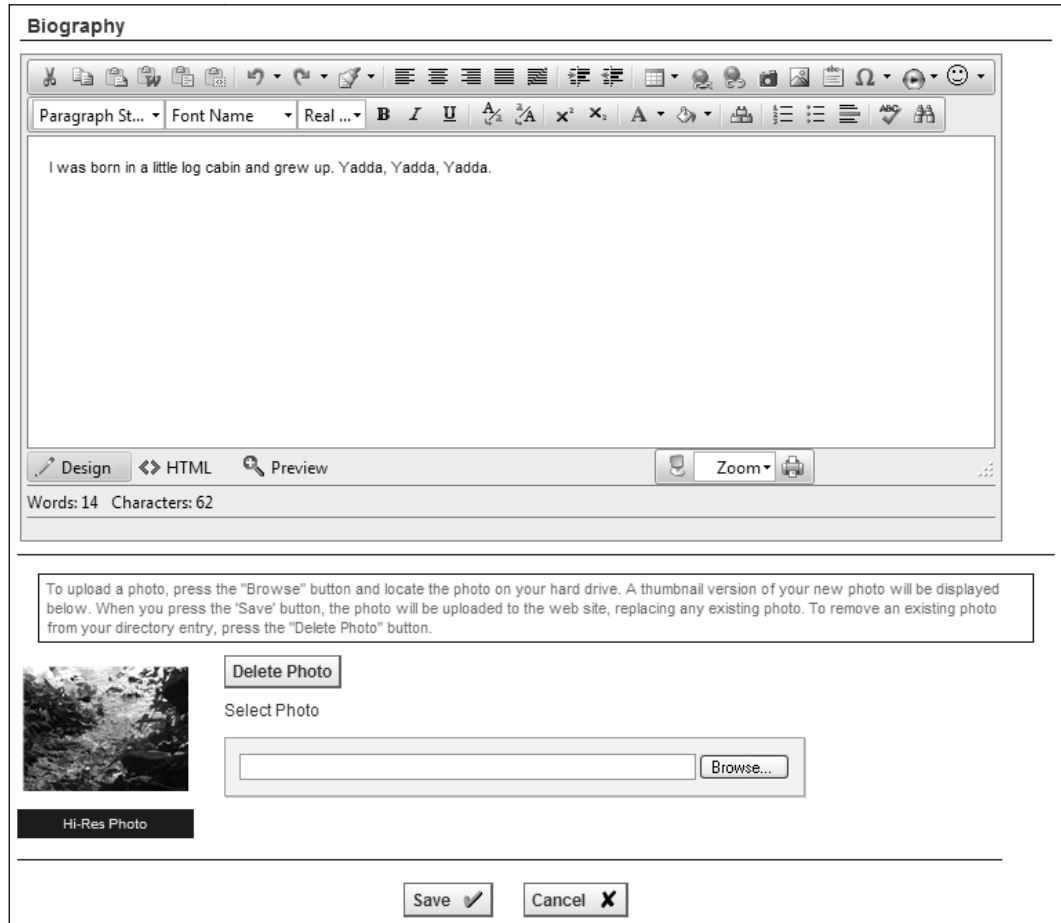 Biography
Paragraph St... Font Name Real ... B I U A A x² x₂ A ABC
I was born in a little log cabin and grew up. Yadda, Yadda, Yadda.
Design HTML Preview Zoom
Words: 14 Characters: 62
To upload a photo, press the "Browse" button and locate the photo on your hard drive. A thumbnail version of your new photo will be displayed
below. When you press the 'Save' button, the photo will be uploaded to the web site, replacing any existing photo. To remove an existing photo
from your directory entry, press the "Delete Photo" button.
Delete Photo
Select Photo
Browse...
Hi-Res Photo
Save Cancel